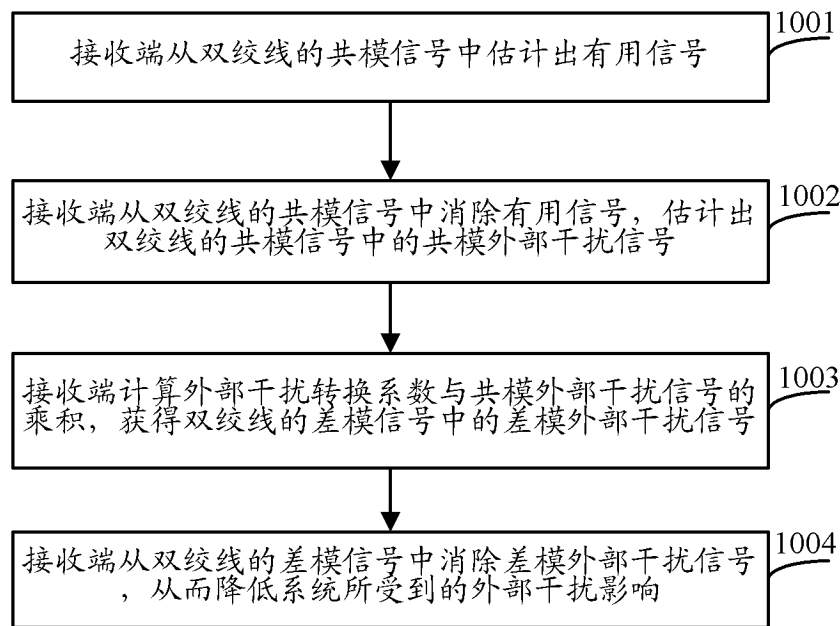 1001
接收端从双绞线的共模信号中估计出有用信号
1002
接收端从双绞线的共模信号中消除有用信号，估计出
双绞线的共模信号中的共模外部干扰信号
1003
接收端计算外部干扰转换系数与共模外部干扰信号的
乘积，获得双绞线的差模信号中的差模外部干扰信号
1004
接收端从双绞线的差模信号中消除差模外部干扰信号
，从而降低系统所受到的外部干扰影响